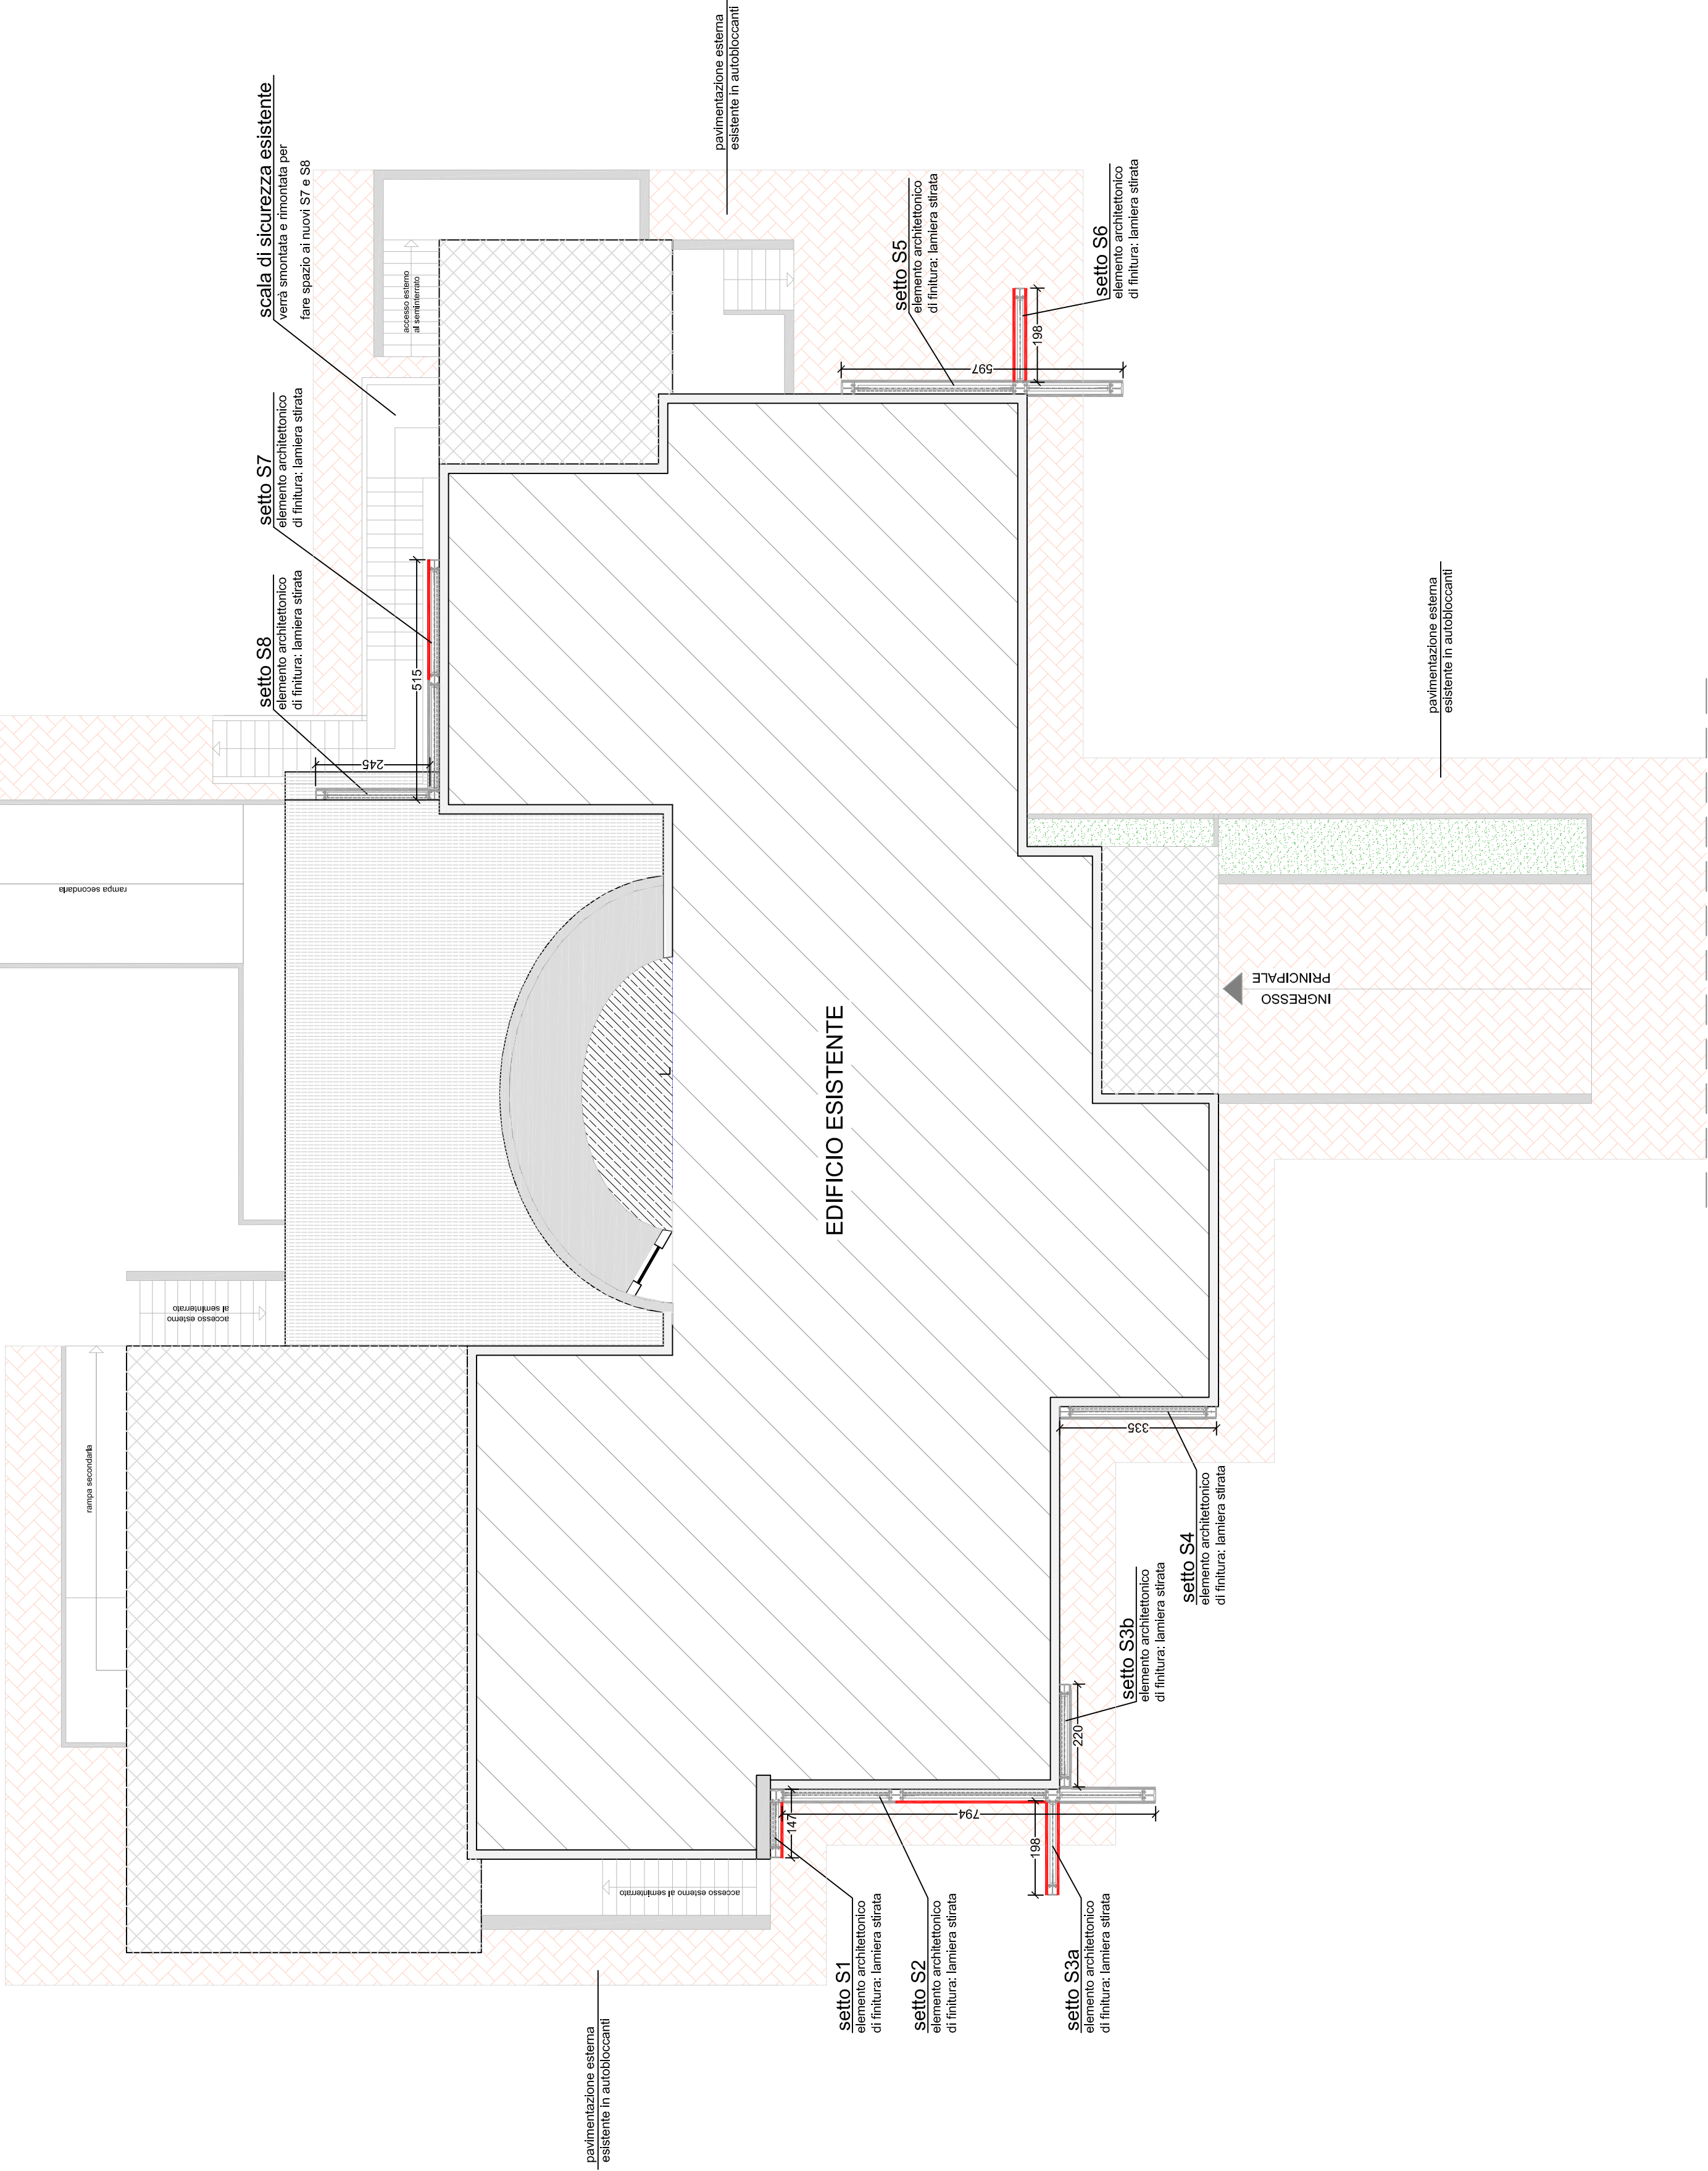 scala di sicurezza esistente
verrà smontata e rimontata per
fare spazio ai nuovi S7 e S8
pavimentazione esterna
esistente in autobloccanti
accesso esterno
al seminterrato
setto S5
elemento architettonico
di finitura: lamiera stirata
setto S6
elemento architettonico
di finitura: lamiera stirata
198
597
setto S7
elemento architettonico
di finitura: lamiera stirata
setto S8
elemento architettonico
di finitura: lamiera stirata
515
245
pavimentazione esterna
esistente in autobloccanti
rampa secondaria
INGRESSO
PRINCIPALE
EDIFICIO ESISTENTE
accesso esterno
al seminterrato
rampa secondaria
335
setto S4
elemento architettonico
di finitura: lamiera stirata
setto S3b
elemento architettonico
di finitura: lamiera stirata
220
147
794
198
accesso esterno al seminterrato
setto S1
elemento architettonico
di finitura: lamiera stirata
setto S2
elemento architettonico
di finitura: lamiera stirata
setto S3a
elemento architettonico
di finitura: lamiera stirata
pavimentazione esterna
esistente in autobloccanti